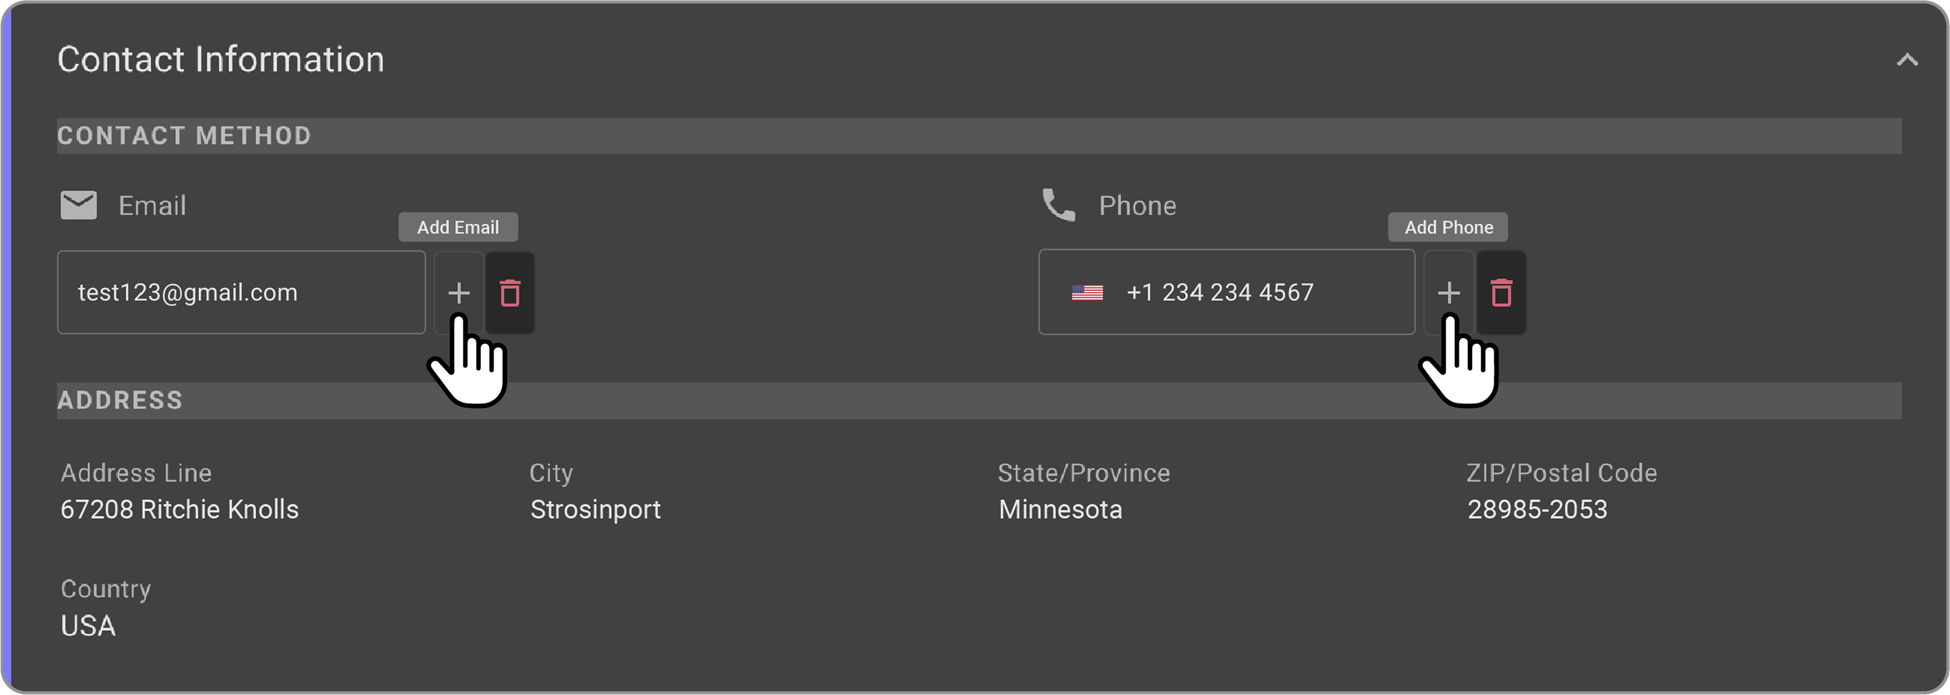 Contact Information
CONTACT METHOD
Email
Phone
Add Email
Add Phone
test123@gmail.com
+1 234 234 4567
ADDRESS
Address Line
City
State/Province
ZIP/Postal Code
67208 Ritchie Knolls
Strosinport
Minnesota
28985-2053
Country
USA